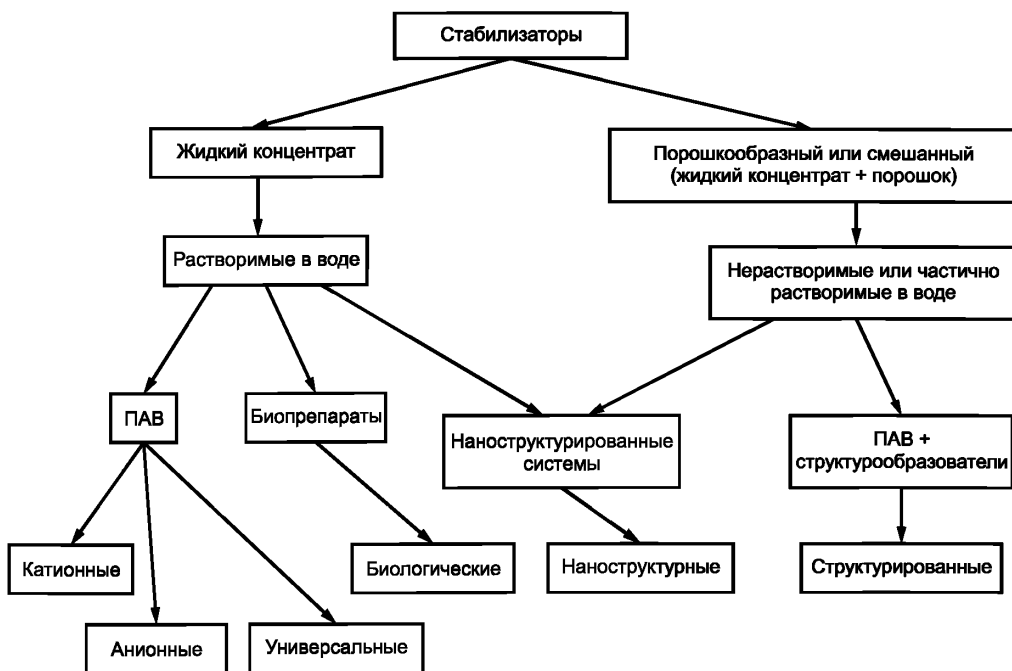 Стабилизаторы
Жидкий концентрат
Порошкообразный или смешанный
(жидкий концентрат + порошок)
Растворимые в воде
Нерастворимые или частично
растворимые в воде
ПАВ
Биопрепараты
Наноструктурированные
системы
ПАВ +
структурообразователи
Катионные
Биологические
Наноструктурные
Структурированные
Анионные
Универсальные